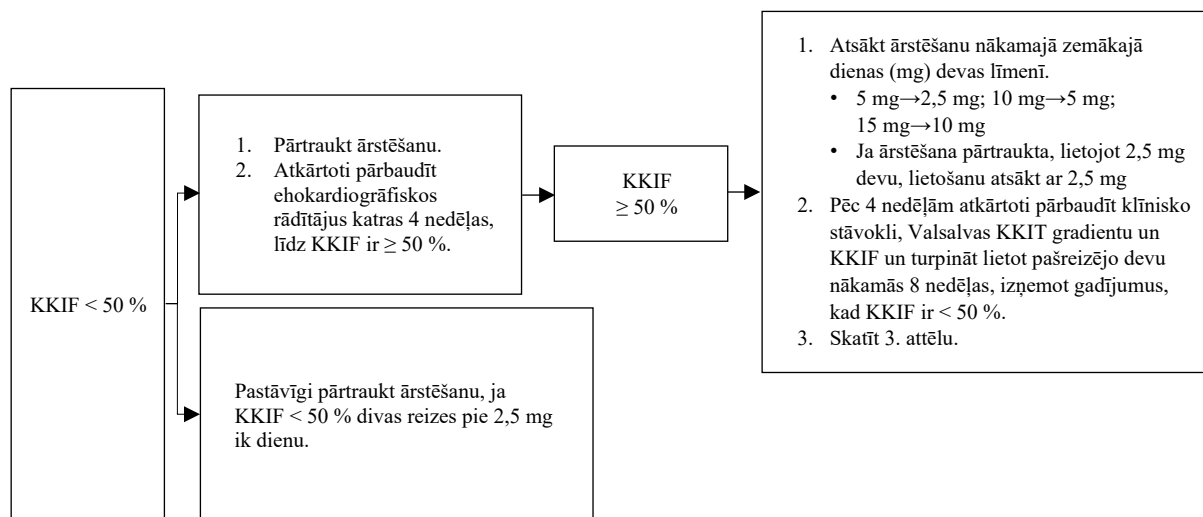 KKIF < 50 %
1. Pārtraukt ārstēšanu.
2. Atkārtoti pārbaudīt
ehokardiogrāfiskos
rādītājus katras 4 nedēļas,
līdz KKIF ir ≥ 50 %.
KKIF
≥ 50 %
1. Atsākt ārstēšanu nākamajā zemākajā
dienas (mg) devas līmenī.
• 5 mg→2,5 mg; 10 mg→5 mg;
15 mg→10 mg
• Ja ārstēšana pārtraukta, lietojot 2,5 mg
devu, lietošanu atsākt ar 2,5 mg
2. Pēc 4 nedēļām atkārtoti pārbaudīt klīnisko
stāvokli, Valsalvas KKIT gradientu un
KKIF un turpināt lietot pašreizējo devu
nākamās 8 nedēļas, izņemot gadījumus,
kad KKIF ir < 50 %.
3. Skatīt 3. attēlu.
Pastāvīgi pārtraukt ārstēšanu, ja
KKIF < 50 % divas reizes pie 2,5 mg
ik dienu.